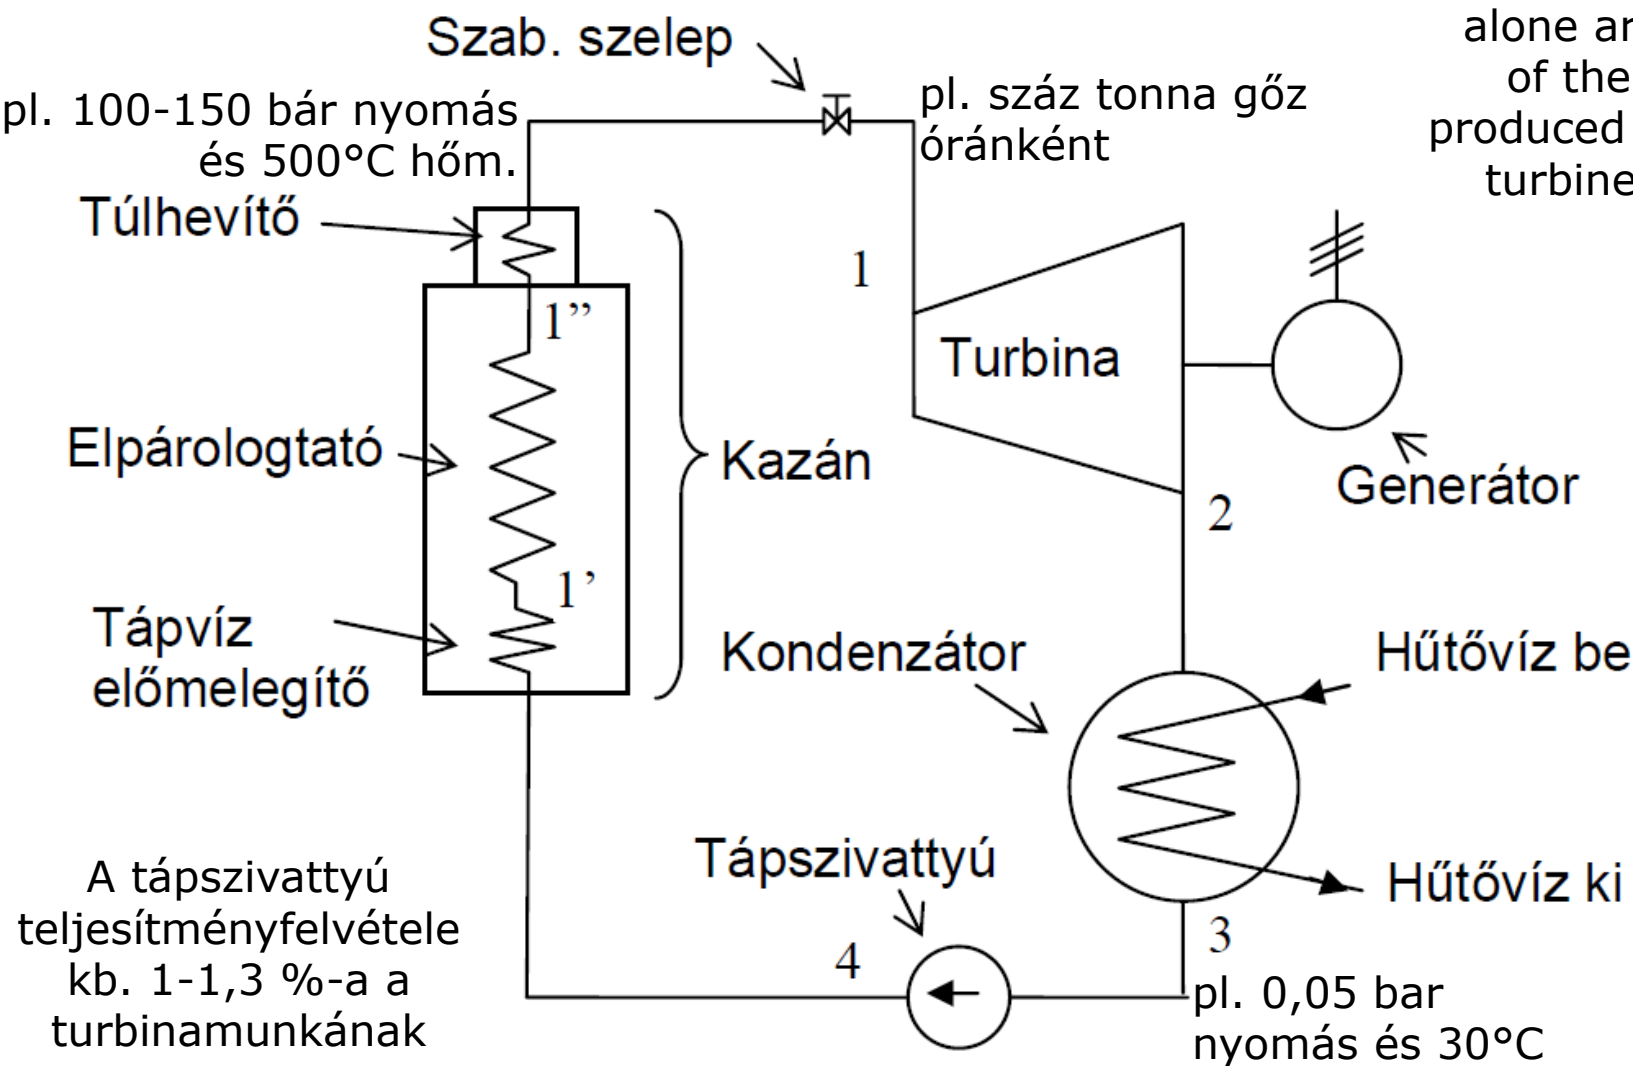 Szab. szelep
alone
of the
produced
turbine
pl. 100-150 bár nyomás
és 500°C hőm.
pl. száz tonna gőz
óránként
Túlhevítő
1
1”
Turbina
Elpárologtató
Kazán
Generátor
2
1’
Tápvíz
előmelegítő
Kondenzátor
Hűtővíz be
Tápszivattyú
Hűtővíz ki
A tápszivattyú
teljesítményfelvétele
kb. 1-1,3 %-a a
turbinamunkának
4
3
pl. 0,05 bar
nyomás és 30°C